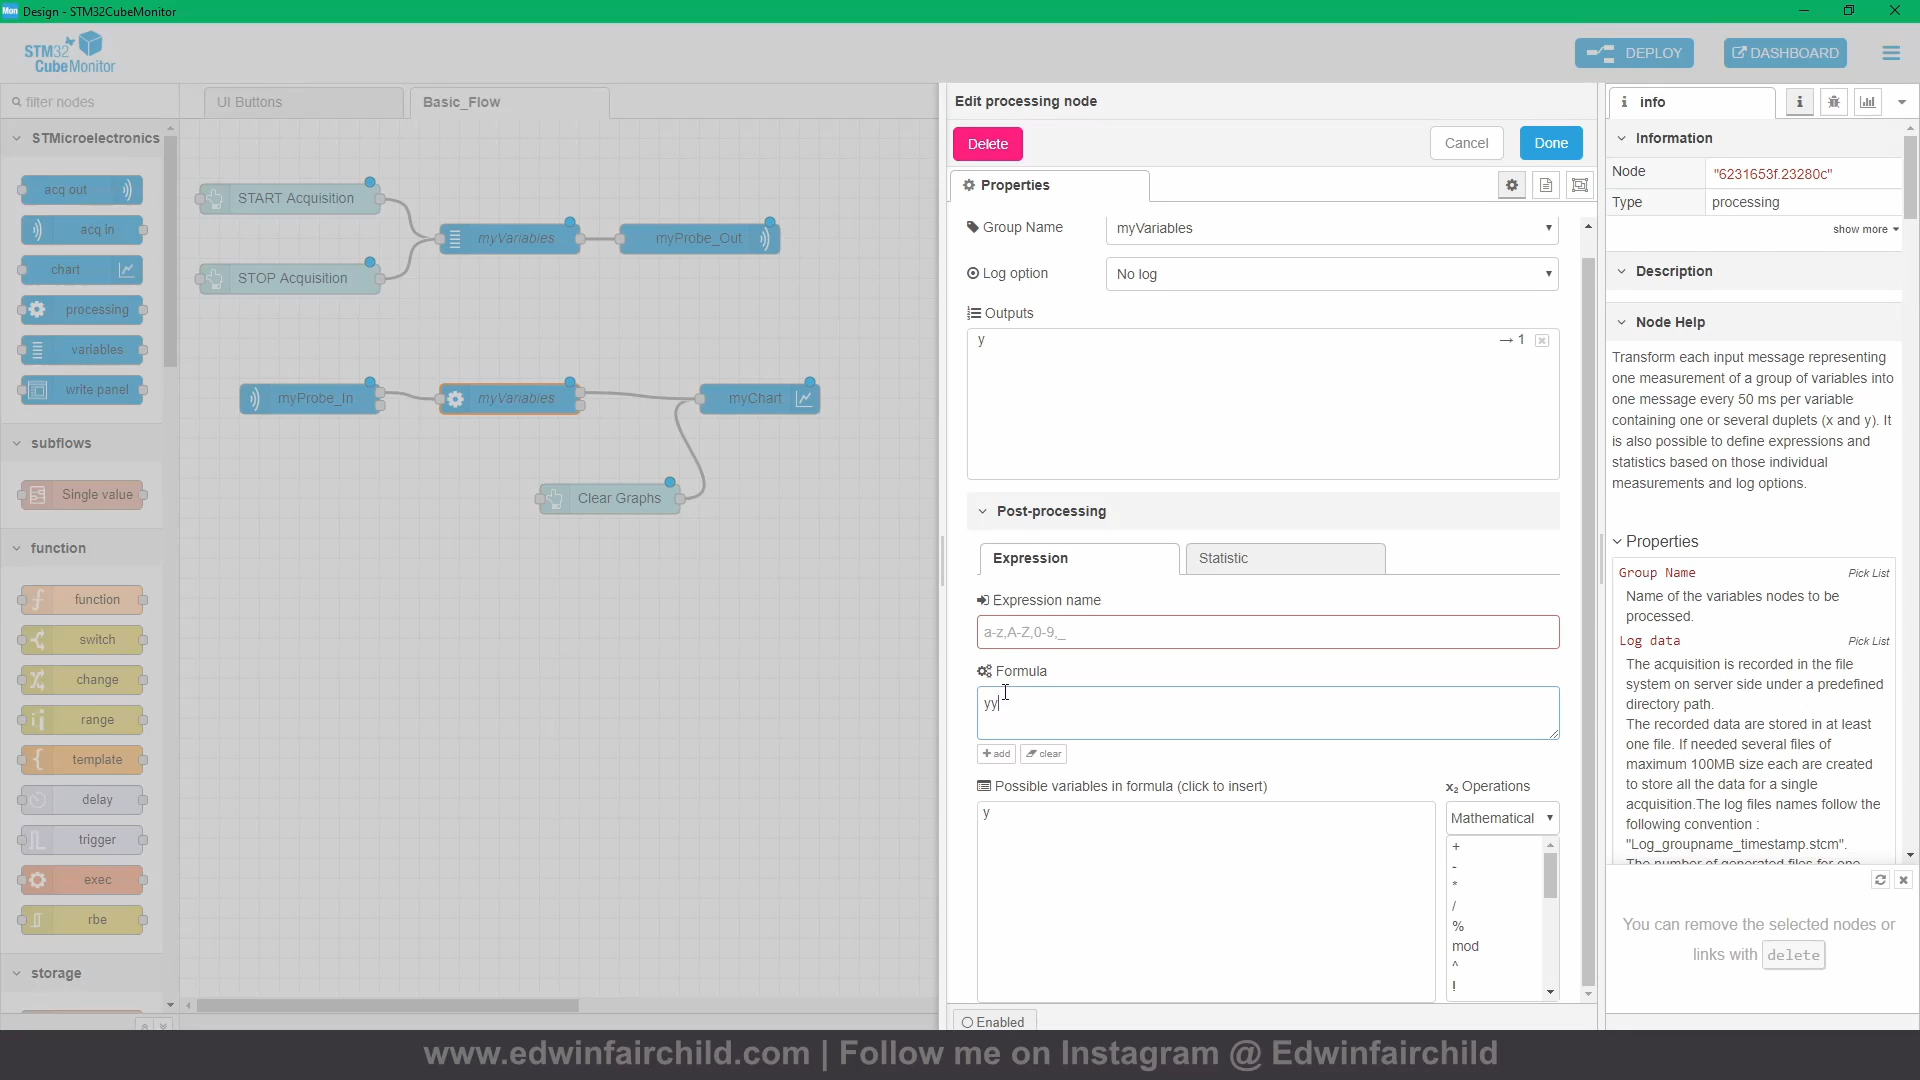 Mon Design - STM32CubeMonitor
STM32
CubeMonitor
DEPLOY
DASHBOARD
filter nodes
UI Buttons
Basic_Flow
STMicroelectronics
acq out
acq in
chart
processing
variables
write panel
subflows
Single value
function
function
switch
change
range
template
delay
trigger
exec
rbe
storage
START Acquisition
STOP Acquisition
myVariables
myProbe_Out
myProbe_In
myVariables
myChart
Clear Graphs
Edit processing node
Delete
Cancel
Done
Properties
Group Name
myVariables
Log option
No log
Outputs
y
→ 1
Post-processing
Expression
Statistic
Expression name
a-z,A-Z,0-9,_
Formula
yy
+ add
clear
Possible variables in formula (click to insert)
x₂ Operations
y
Mathematical
+
-
*
/
%
mod
^
!
Enabled
i info
i
Information
Node "6231653f.23280c"
Type processing
show more
Description
Node Help
Transform each input message representing
one measurement of a group of variables into
one message every 50 ms per variable
containing one or several duplets (x and y). It
is also possible to define expressions and
statistics based on those individual
measurements and log options.
Properties
Group Name Pick List
Name of the variables nodes to be
processed.
Log data Pick List
The acquisition is recorded in the file
system on server side under a predefined
directory path.
The recorded data are stored in at least
one file. If needed several files of
maximum 100MB size each are created
to store all the data for a single
acquisition.The log files names follow the
following convention :
"Log_groupname_timestamp.stcm".
The number of generated files for one
You can remove the selected nodes or
links with delete
www.edwinfairchild.com | Follow me on Instagram @ Edwinfairchild